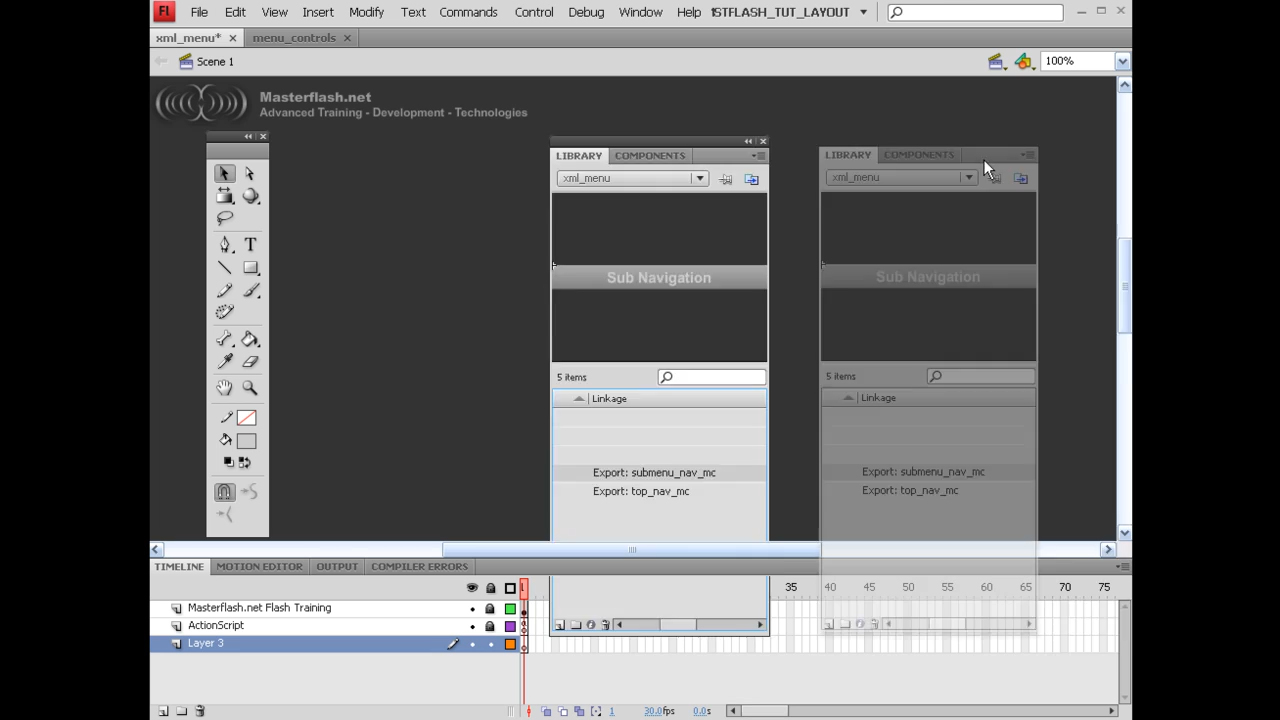 Fl File Edit View Insert Modify Text Commands Control Debug Window Help 1STFLASH_TUT_LAYOUT
xml_menu* menu_controls
Scene 1 100%
Masterflash.net
Advanced Training - Development - Technologies
LIBRARY COMPONENTS LIBRARY COMPONENTS
xml_menu xml_menu
Sub Navigation Sub Navigation
5 items 5 items
Linkage Linkage
Export: submenu_nav_mc Export: submenu_nav_mc
Export: top_nav_mc Export: top_nav_mc
TIMELINE MOTION EDITOR OUTPUT COMPILER ERRORS
1 35 40 45 50 55 60 65 70 75
Masterflash.net Flash Training
ActionScript
Layer 3
1 30.0fps 0.0s